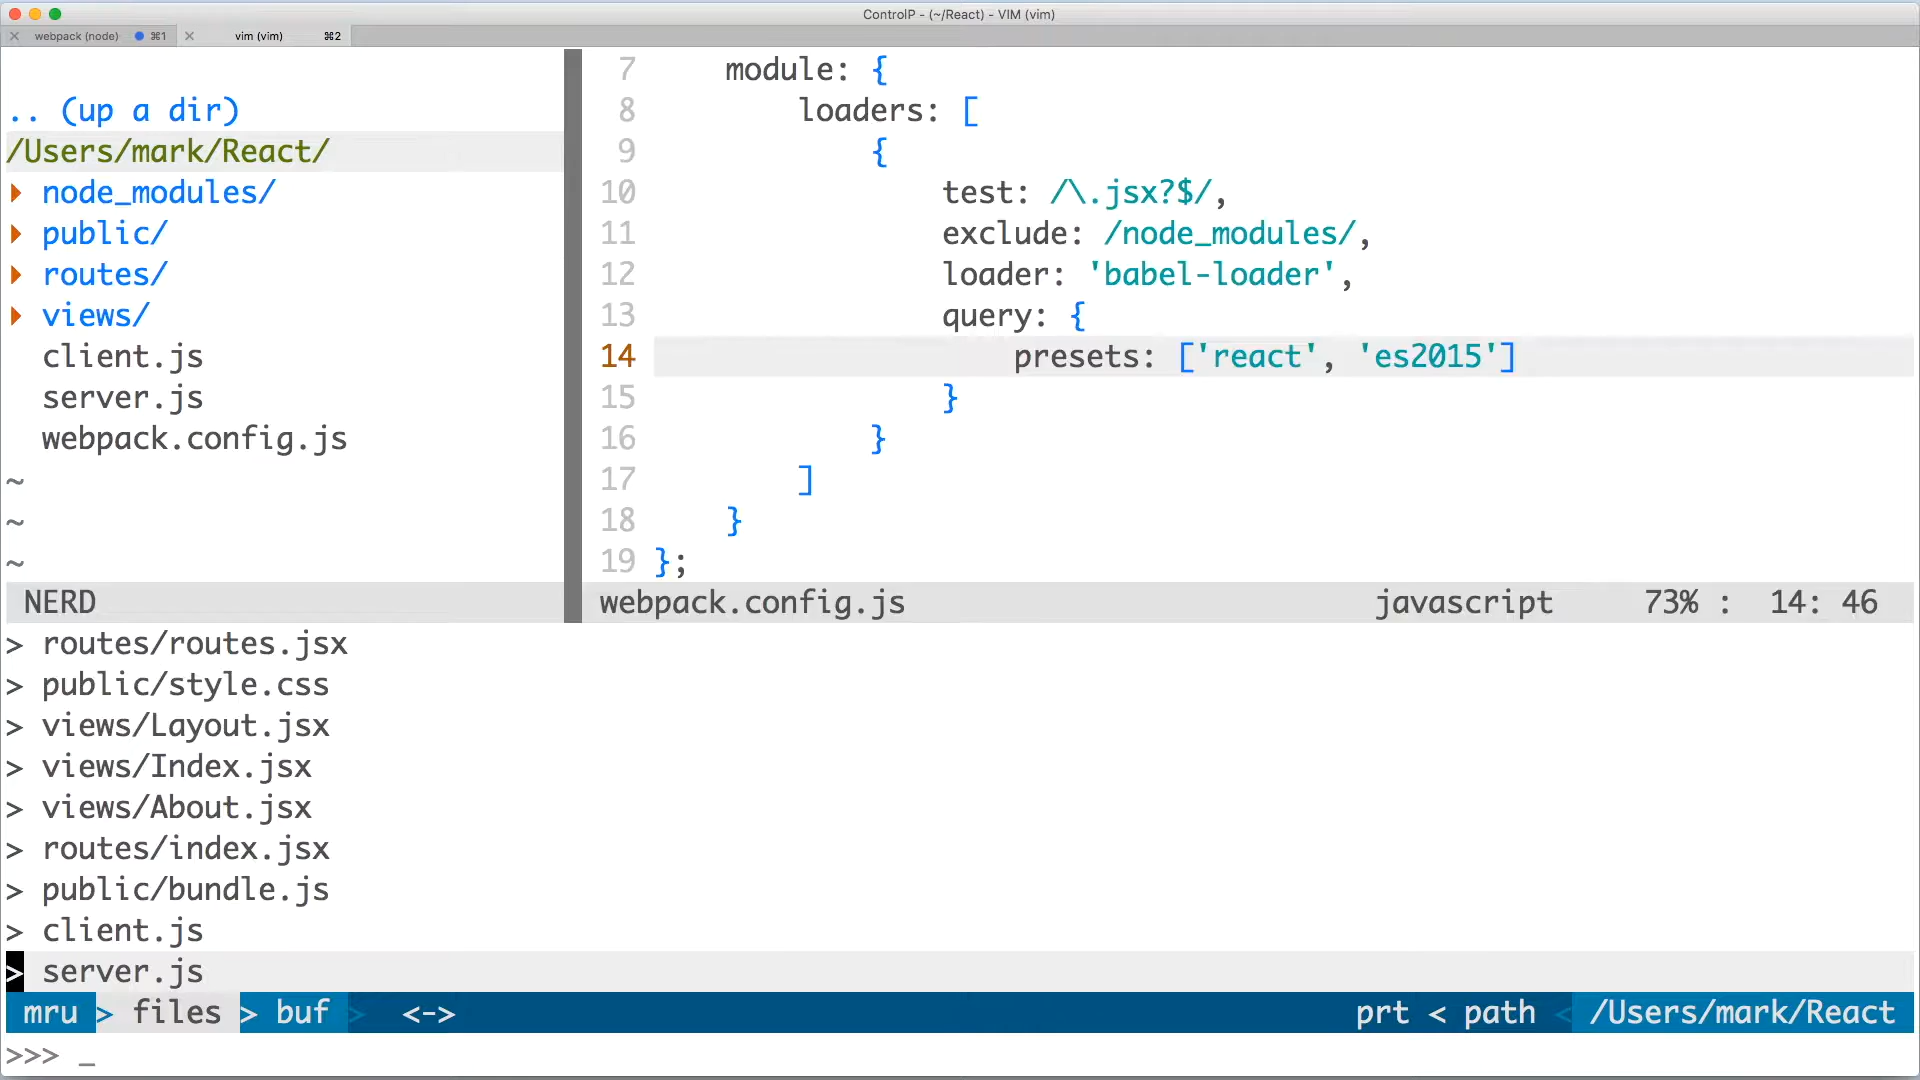 ControlP - (~/React) - VIM (vim)
webpack (node) ⌘1 vim (vim) ⌘2
.. (up a dir)
/Users/mark/React/
node_modules/
public/
routes/
views/
client.js
server.js
webpack.config.js
~
~
~
NERD
7 module: {
8 loaders: [
9 {
10 test: /\.jsx?$/,
11 exclude: /node_modules/,
12 loader: 'babel-loader',
13 query: {
14 presets: ['react', 'es2015']
15 }
16 }
17 ]
18 }
19 };
webpack.config.js javascript 73% : 14: 46
> routes/routes.jsx
> public/style.css
> views/Layout.jsx
> views/Index.jsx
> views/About.jsx
> routes/index.jsx
> public/bundle.js
> client.js
> server.js
mru > files > buf > <-> prt < path < /Users/mark/React
>>> _